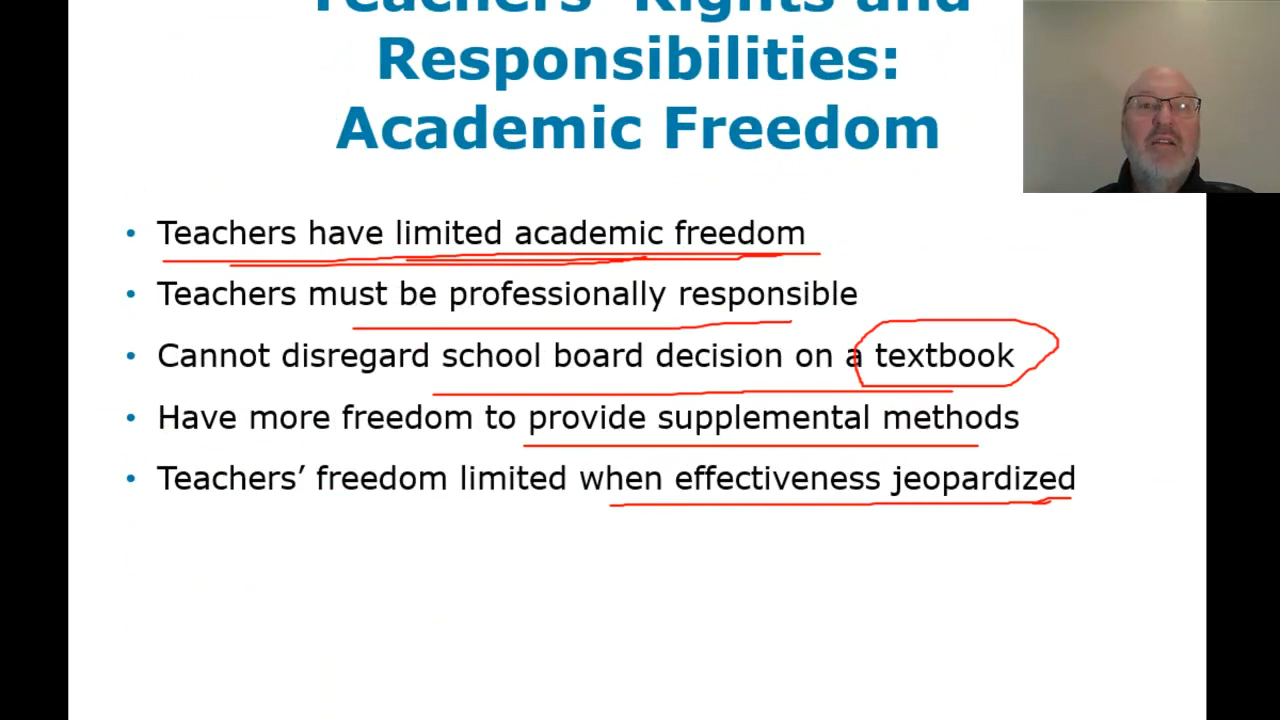 Teachers’ Rights and
Responsibilities:
Academic Freedom
• Teachers have limited academic freedom
• Teachers must be professionally responsible
• Cannot disregard school board decision on a textbook
• Have more freedom to provide supplemental methods
• Teachers’ freedom limited when effectiveness jeopardized